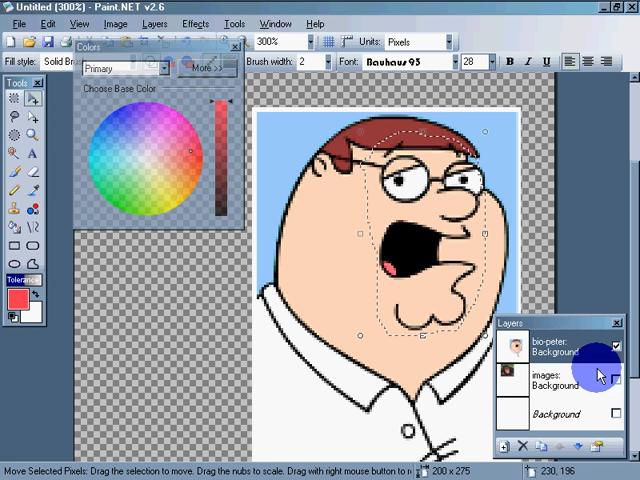 Untitled [300%] - Paint.NET v2.6
File Edit View Image Layers Effects Tools Window Help
300% Units: Pixels
Fill style: Solid Brush width: 2 Font: Bauhaus 93 28 B I U
Colors
Primary More >>
Choose Base Color
Tools
Tolerance
Layers
bio-peter:
Background
images:
Background
Background
Move Selected Pixels: Drag the selection to move. Drag the nubs to scale. Drag with right mouse button to 200 x 275 230, 196